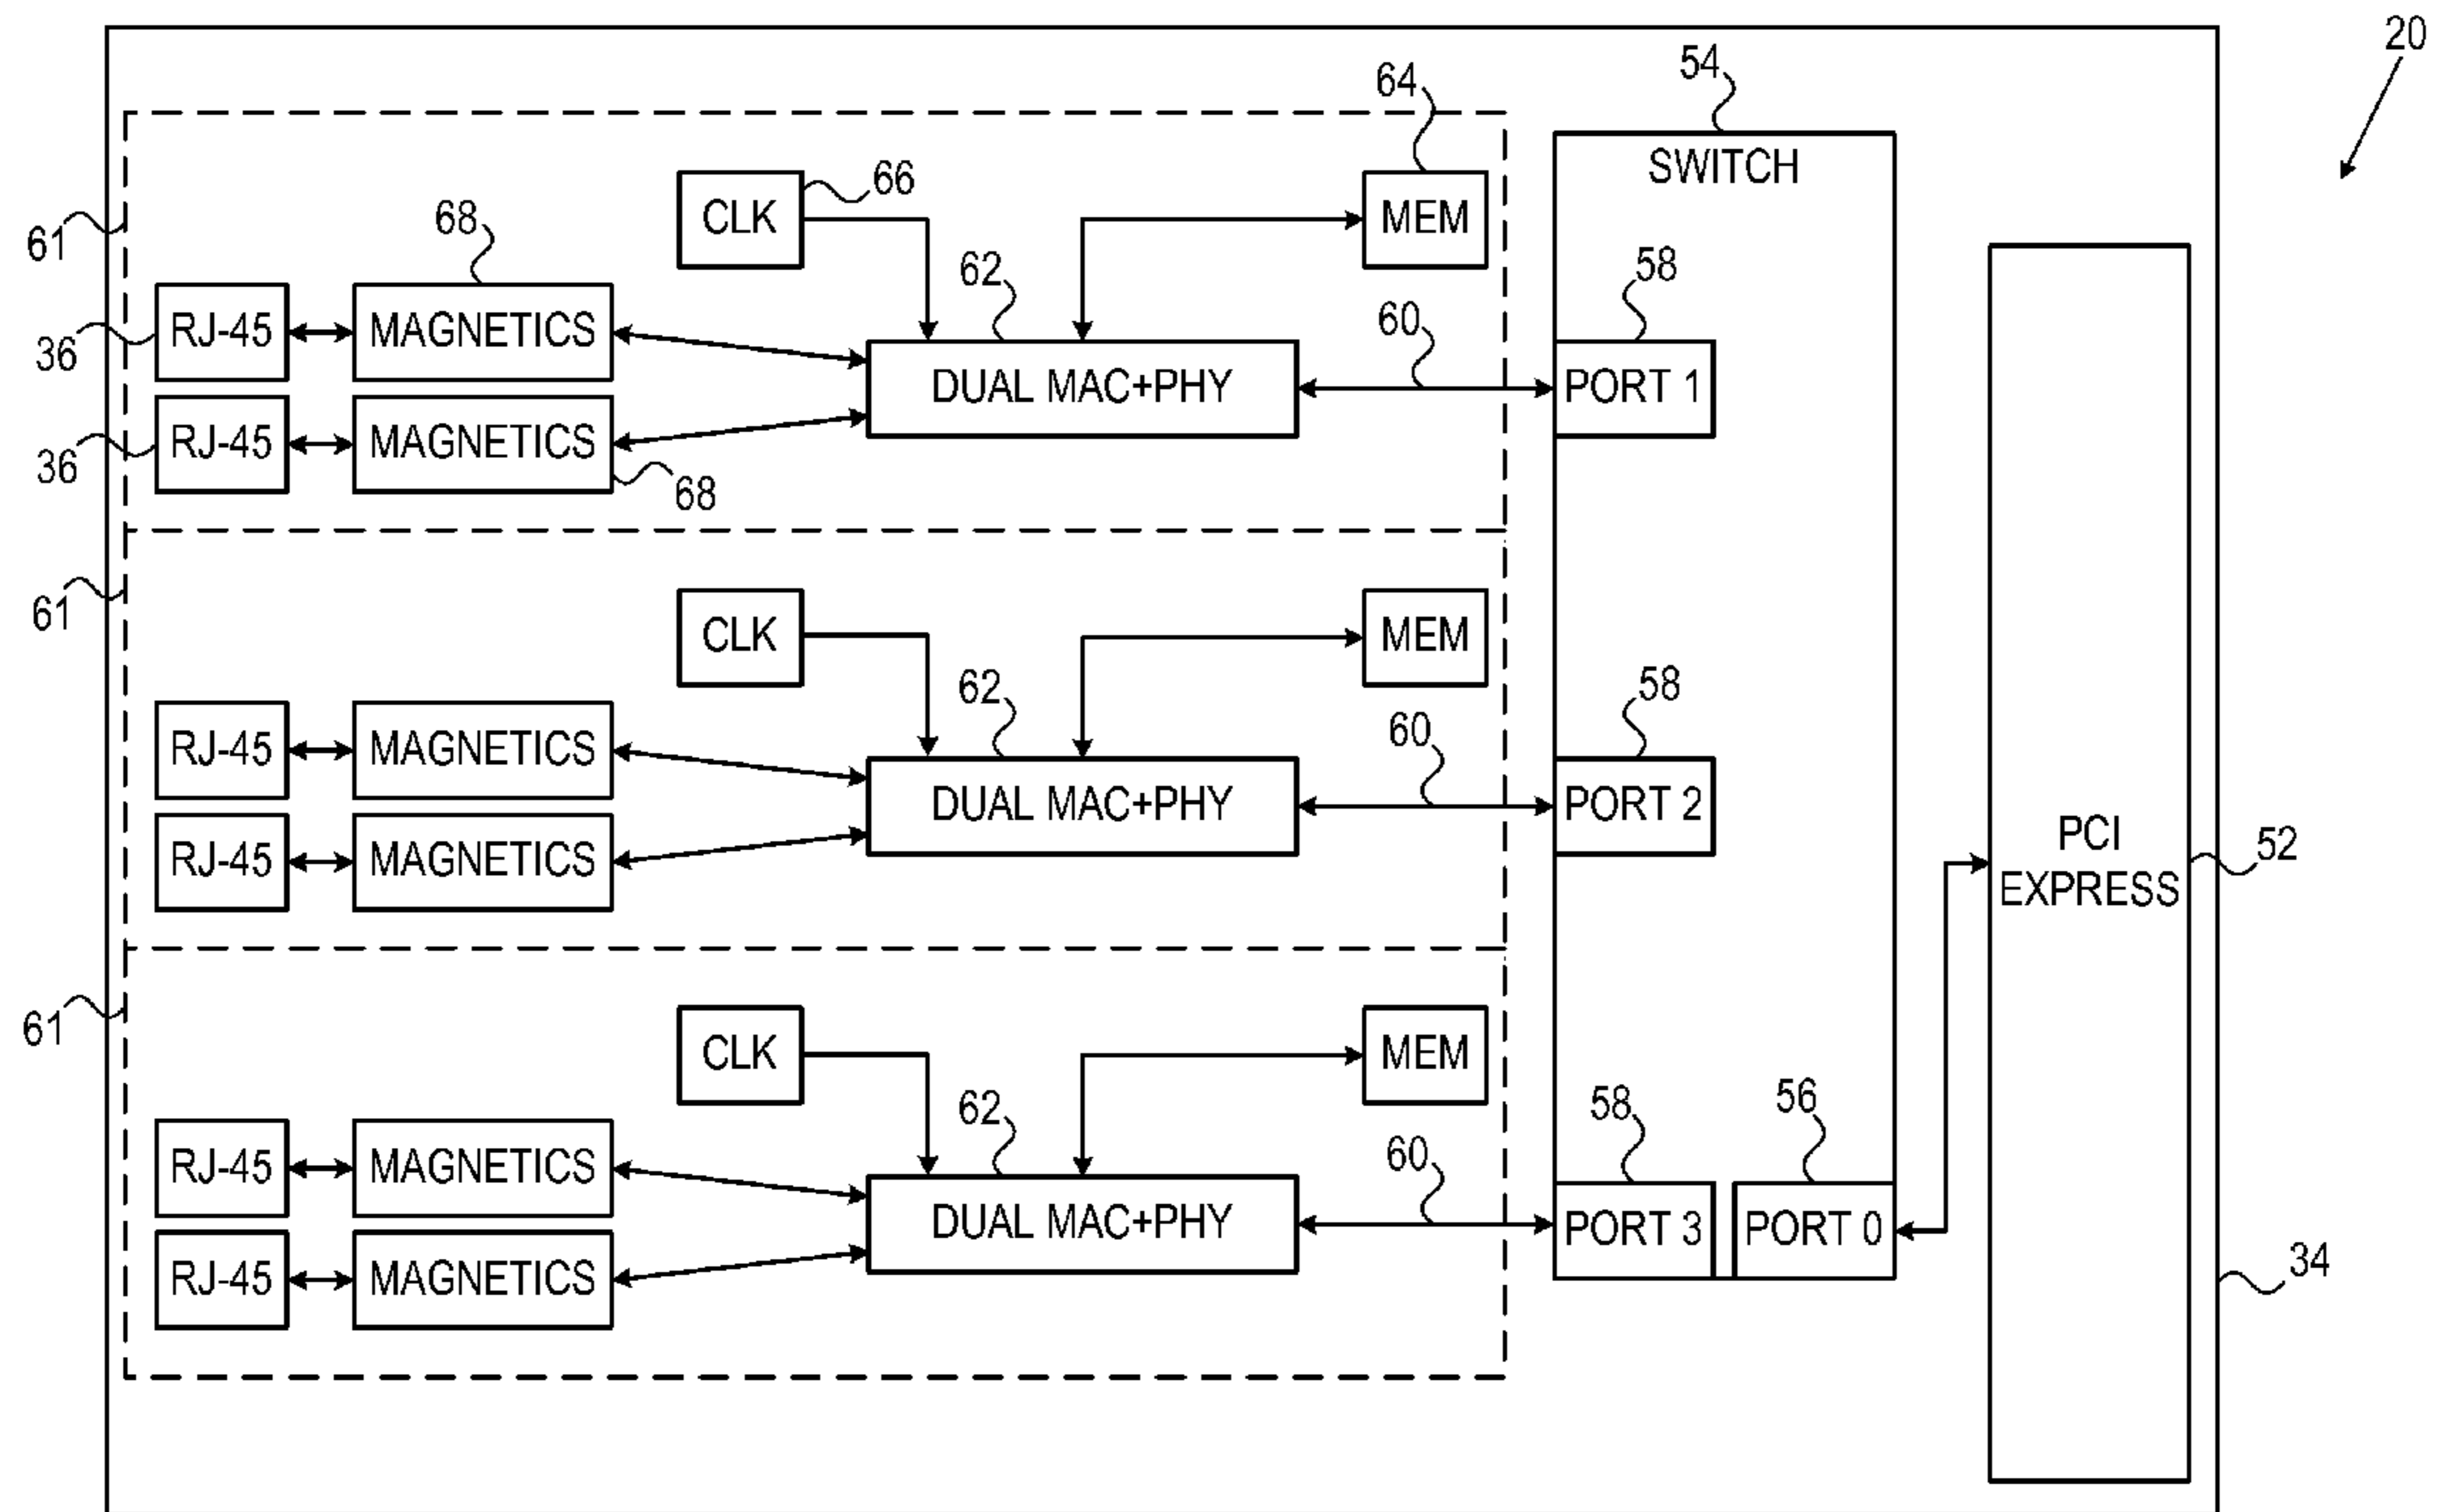 20
54
64
SWITCH
66
CLK
MEM
68
61
58
62
60
RJ-45
MAGNETICS
36
DUAL MAC+PHY
PORT 1
RJ-45
MAGNETICS
36
68
61
CLK
MEM
62
58
60
RJ-45
MAGNETICS
DUAL MAC+PHY
PORT 2
RJ-45
MAGNETICS
PCI
EXPRESS
52
61
CLK
MEM
62
58
56
60
RJ-45
MAGNETICS
DUAL MAC+PHY
PORT 3
PORT 0
RJ-45
MAGNETICS
34